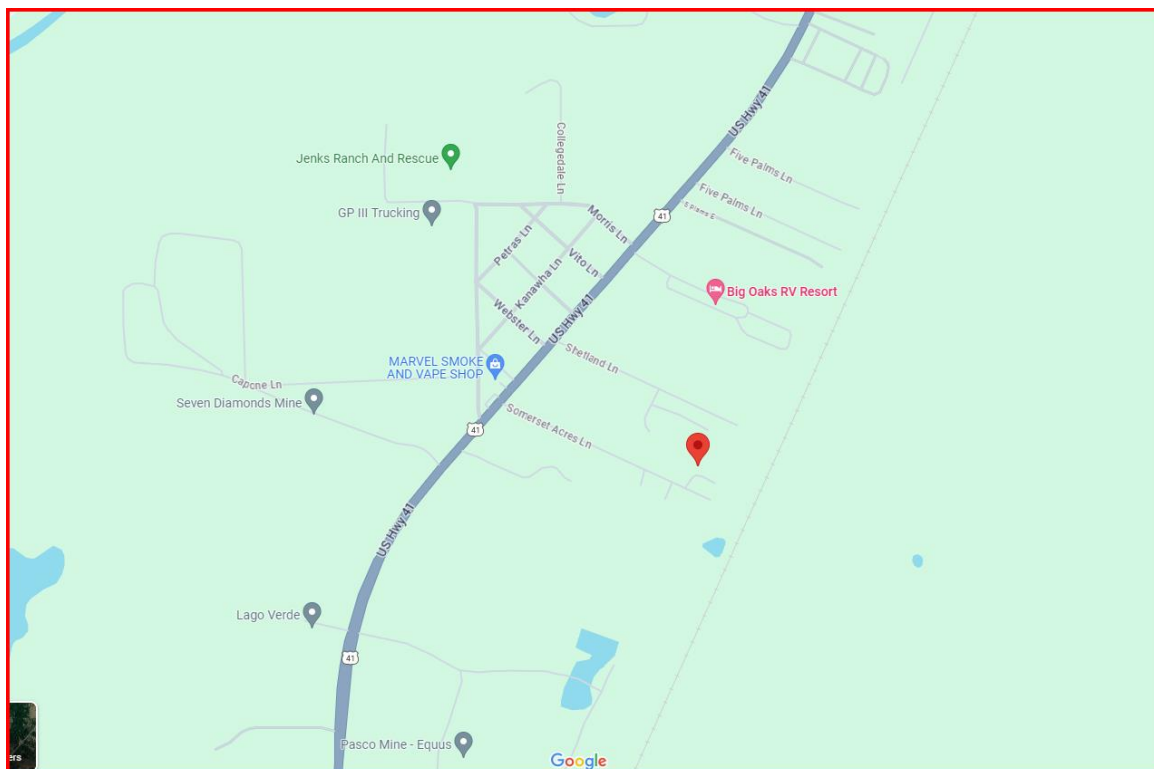 US Hwy 41
Five Palms Ln
Collegedale Ln
Jenks Ranch And Rescue
Five Palms Ln
GP III Trucking
41
Morris Ln
Petras Ln
Vito Ln
Kanawha Ln
Big Oaks RV Resort
Webster Ln
US Hwy 41
Shetland Ln
MARVEL SMOKE
AND VAPE SHOP
Capone Ln
Seven Diamonds Mine
Somerset Acres Ln
41
US Hwy 41
Lago Verde
41
Pasco Mine - Equus
ers
Google